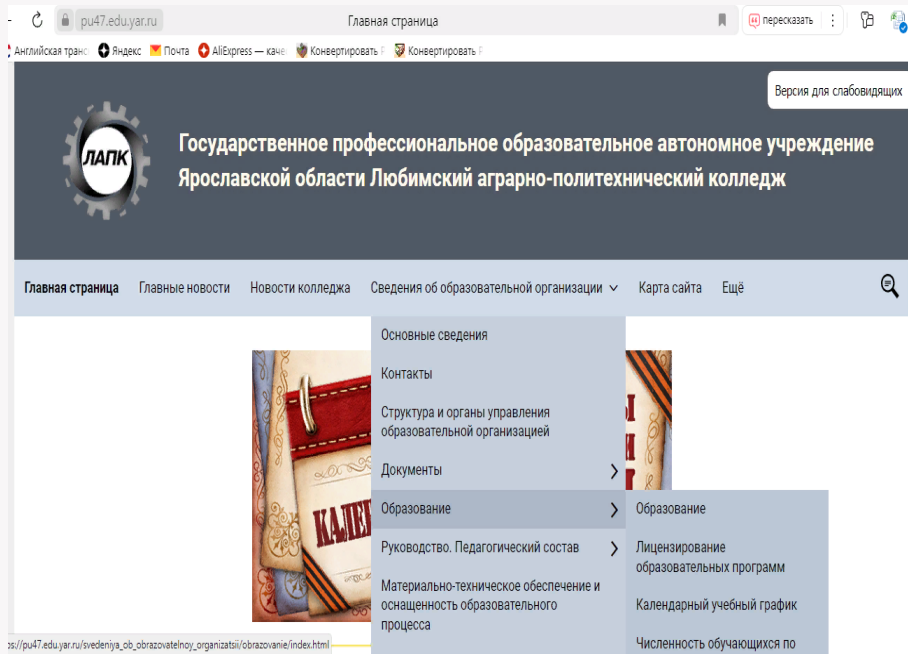 pu47.edu.yar.ru Главная страница пересказать
Английская транс Яндекс Почта AliExpress — каче Конвертировать Конвертировать
Версия для слабовидящих
ЛАПК
Государственное профессиональное образовательное автономное учреждение
Ярославской области Любимский аграрно-политехнический колледж
Главная страница Главные новости Новости колледжа Сведения об образовательной организации Карта сайта Ещё
Основные сведения
Контакты
Структура и органы управления
образовательной организацией
Документы
Образование
Руководство. Педагогический состав
Материально-техническое обеспечение и
оснащенность образовательного
процесса
Образование
Лицензирование
образовательных программ
Календарный учебный график
Численность обучающихся по
КАЛЕ
ps://pu47.edu.yar.ru/svedeniya_ob_obrazovatelnoy_organizatsii/obrazovanie/index.html